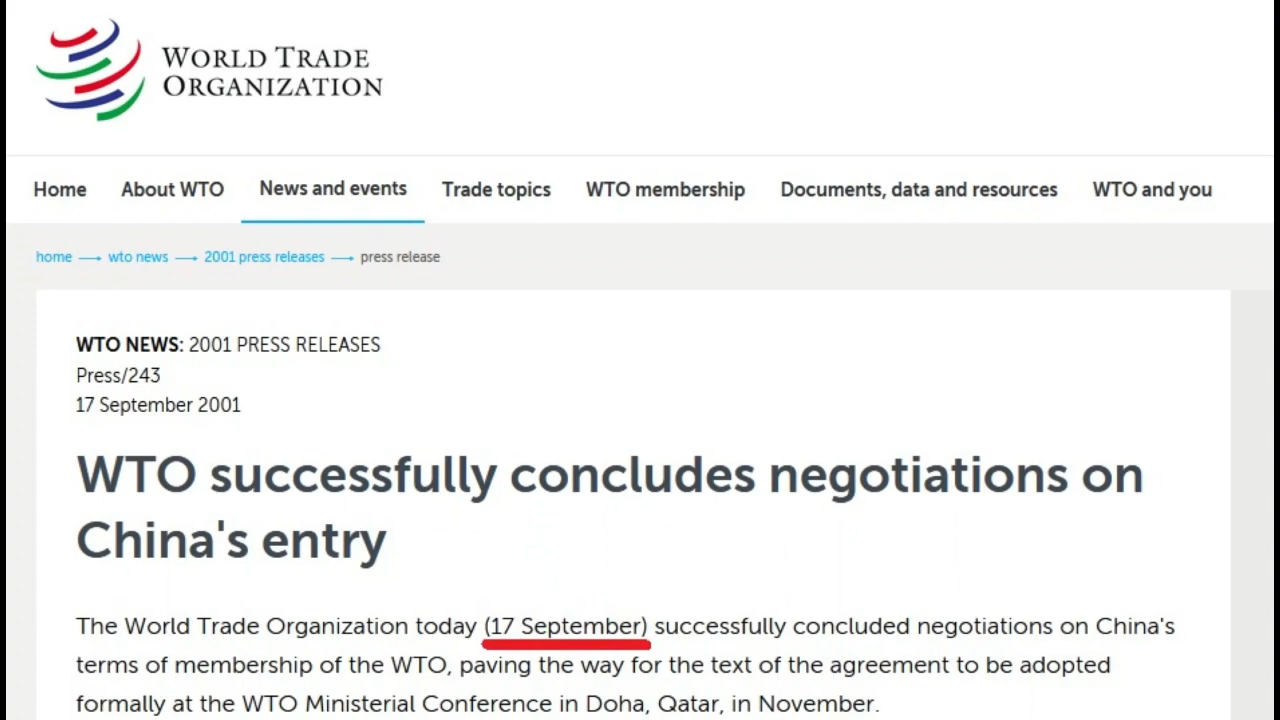 WORLD TRADE
ORGANIZATION
Home About WTO News and events Trade topics WTO membership Documents, data and resources WTO and you
home → wto news → 2001 press releases → press release
WTO NEWS: 2001 PRESS RELEASES
Press/243
17 September 2001
WTO successfully concludes negotiations on
China's entry
The World Trade Organization today (17 September) successfully concluded negotiations on China's
terms of membership of the WTO, paving the way for the text of the agreement to be adopted
formally at the WTO Ministerial Conference in Doha, Qatar, in November.